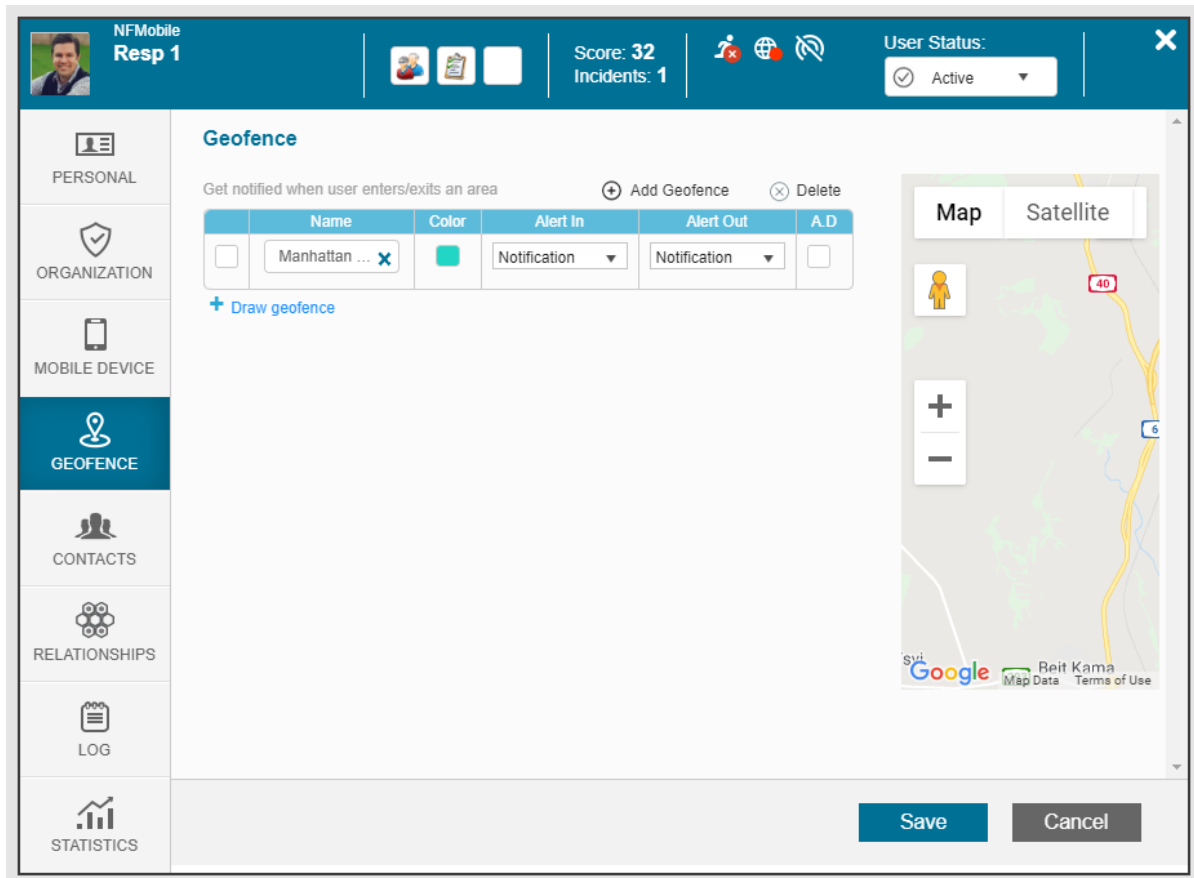 NFMobile
Resp 1
Score: 32
Incidents: 1
User Status:
Active
PERSONAL
ORGANIZATION
MOBILE DEVICE
GEOFENCE
CONTACTS
RELATIONSHIPS
LOG
STATISTICS
Geofence
Get notified when user enters/exits an area
Add Geofence
Delete
Name Color Alert In Alert Out A.D
Manhattan ... Notification Notification
Draw geofence
Map Satellite
40
6
Beit Kama
Google
Map Data Terms of Use
Save Cancel